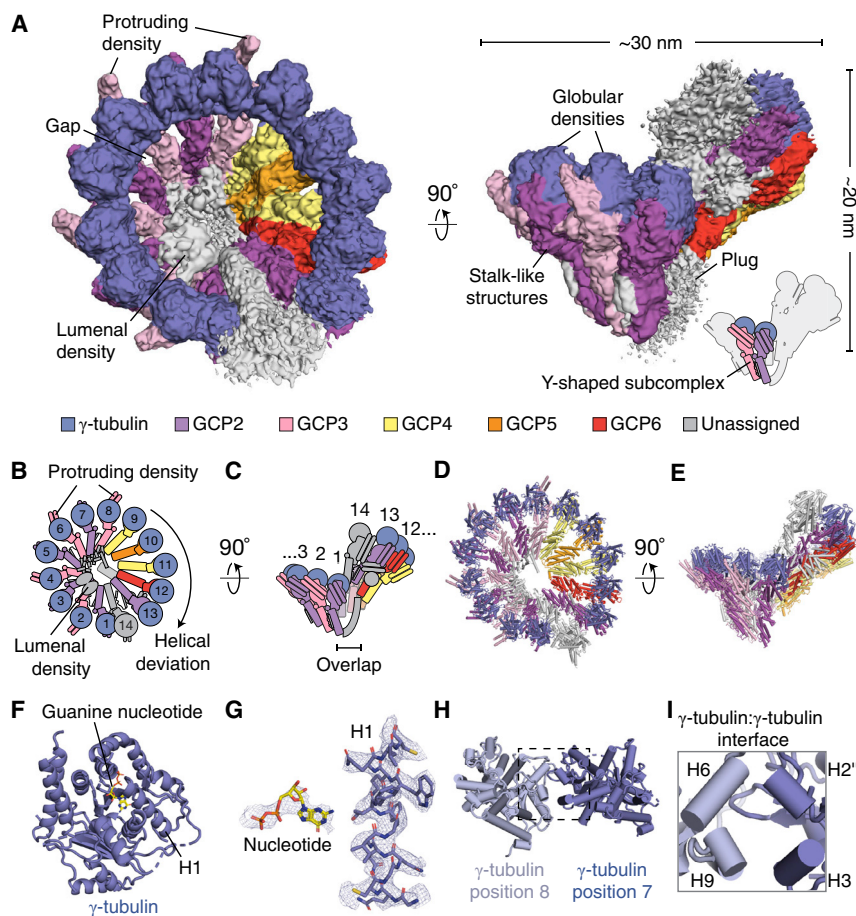 A
Protruding
density
Gap
Lumenal
density
90°
~30 nm
~20 nm
Globular
densities
Stalk-like
structures
Plug
Y-shaped subcomplex
γ-tubulin
GCP2
GCP3
GCP4
GCP5
GCP6
Unassigned
B
Protruding density
1
2
3
4
5
6
7
8
9
10
11
12
13
14
Lumenal
density
Helical
deviation
90°
C
...3
2
1
14
13
12...
Overlap
D
90°
E
F
Guanine nucleotide
H1
γ-tubulin
G
Nucleotide
H1
H
γ-tubulin
position 8
γ-tubulin
position 7
I
γ-tubulin:γ-tubulin
interface
H6
H2"
H9
H3